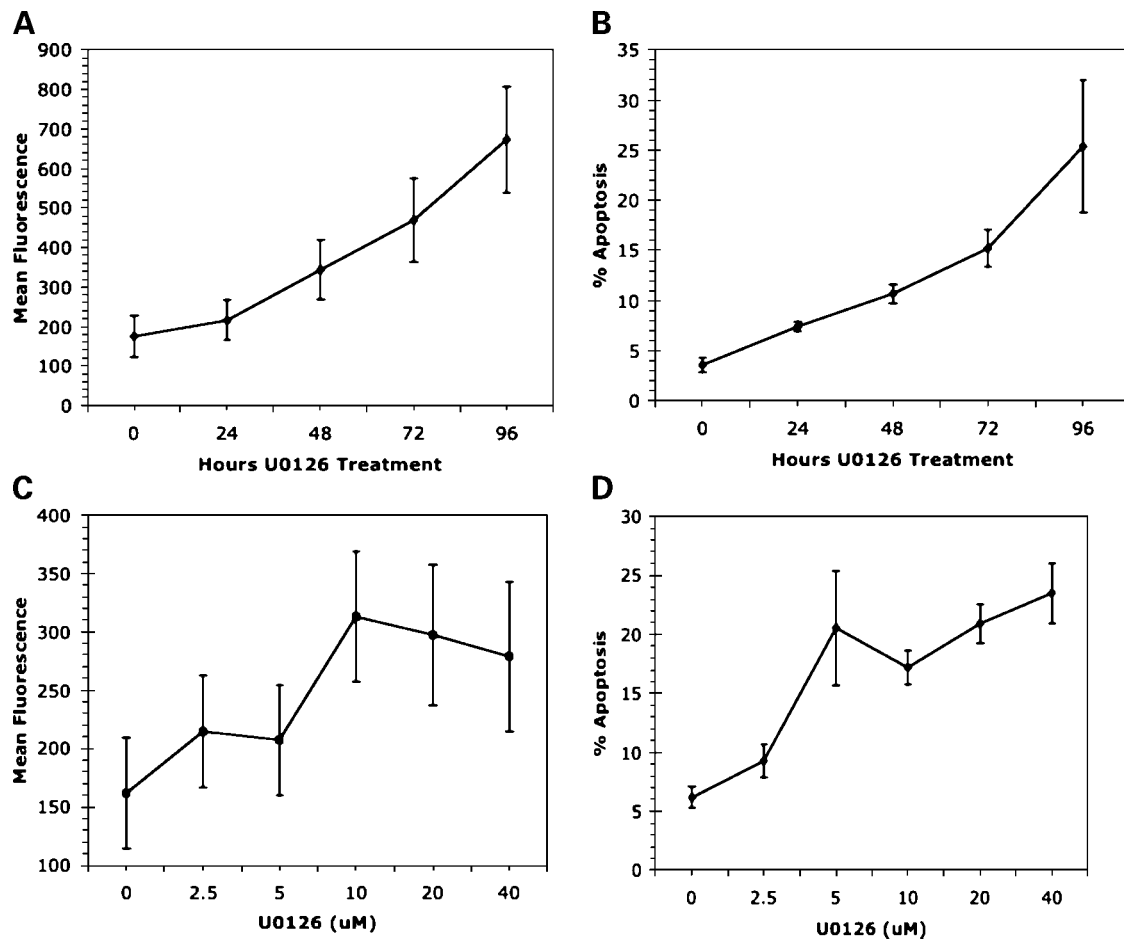 A
900
800
700
600
500
400
300
200
100
0
Mean Fluorescence
0 24 48 72 96
Hours U0126 Treatment
B
35
30
25
20
15
10
5
0
% Apoptosis
0 24 48 72 96
Hours U0126 Treatment
C
400
350
300
250
200
150
100
Mean Fluorescence
0 2.5 5 10 20 40
U0126 (uM)
D
30
25
20
15
10
5
0
% Apoptosis
0 2.5 5 10 20 40
U0126 (uM)